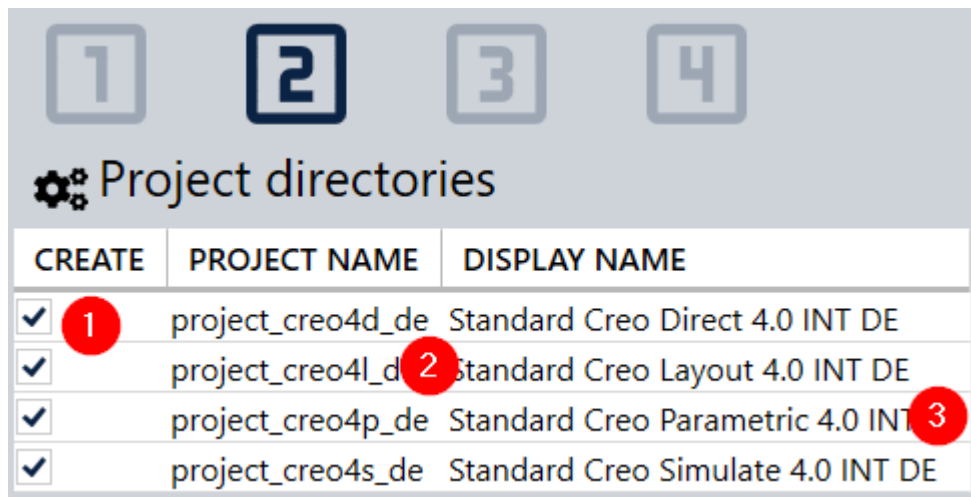 1 2 3 4
Project directories
CREATE PROJECT NAME DISPLAY NAME
1 project_creo4d_de Standard Creo Direct 4.0 INT DE
project_creo4l_d 2 Standard Creo Layout 4.0 INT DE
project_creo4p_de Standard Creo Parametric 4.0 INT 3
project_creo4s_de Standard Creo Simulate 4.0 INT DE